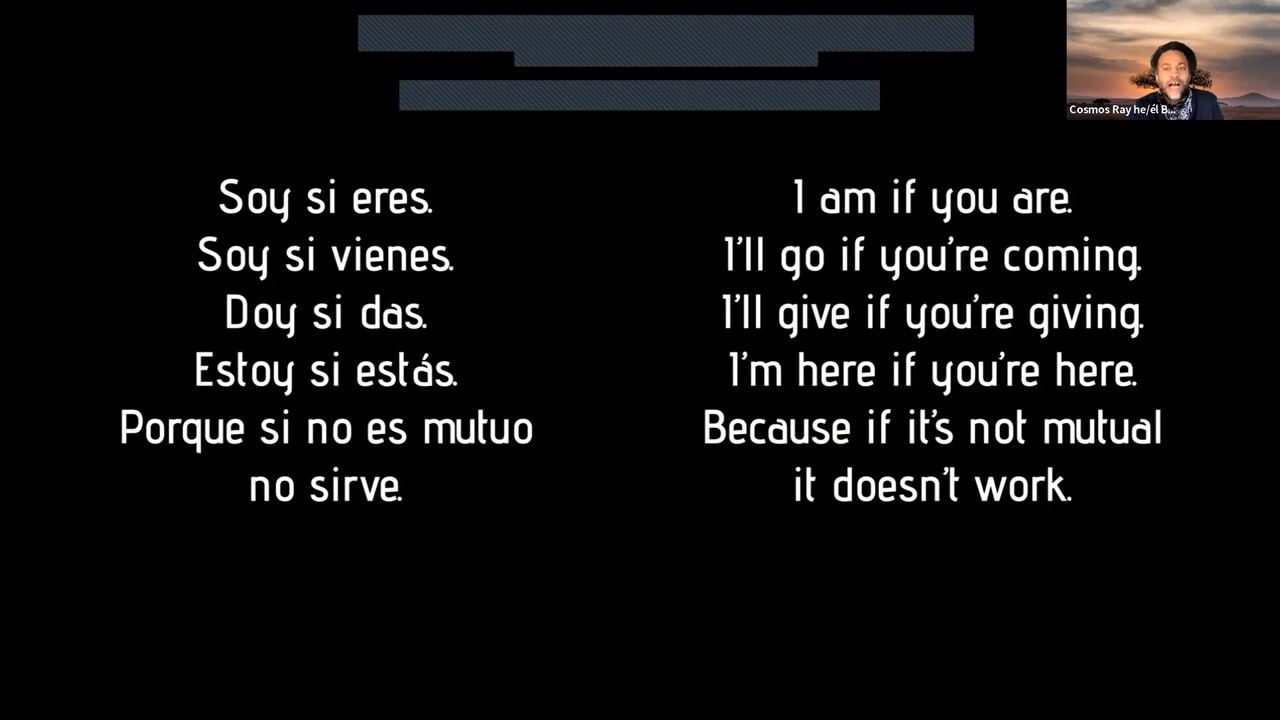 Cosmos Ray he/él B...
Soy si eres.
Soy si vienes.
Doy si das.
Estoy si estás.
Porque si no es mutuo
no sirve.
I am if you are.
I'll go if you're coming.
I'll give if you're giving.
I'm here if you're here.
Because if it's not mutual
it doesn't work.